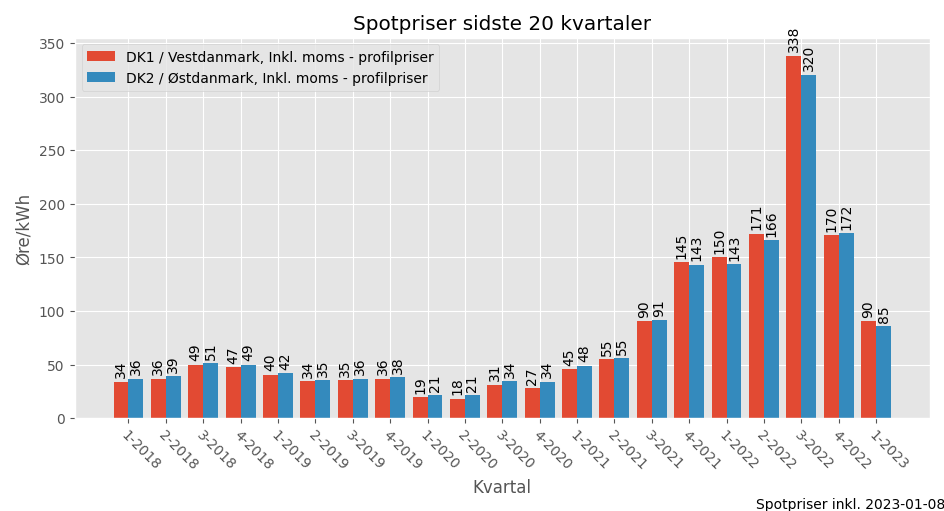 Spotpriser sidste 20 kvartaler
DK1 / Vestdanmark, Inkl. moms - profilpriser
DK2 / Østdanmark, Inkl. moms - profilpriser
Øre/kWh
350
300
250
200
150
100
50
0
34 36 36 39 49 51 47 49 40 42 34 35 35 36 36 38 19 21 18 21 31 34 27 34 45 48 55 55 90 91 145 143 150 143 171 166 338 320 170 172 90 85
1-2018 2-2018 3-2018 4-2018 1-2019 2-2019 3-2019 4-2019 1-2020 2-2020 3-2020 4-2020 1-2021 2-2021 3-2021 4-2021 1-2022 2-2022 3-2022 4-2022 1-2023
Kvartal
Spotpriser inkl. 2023-01-08